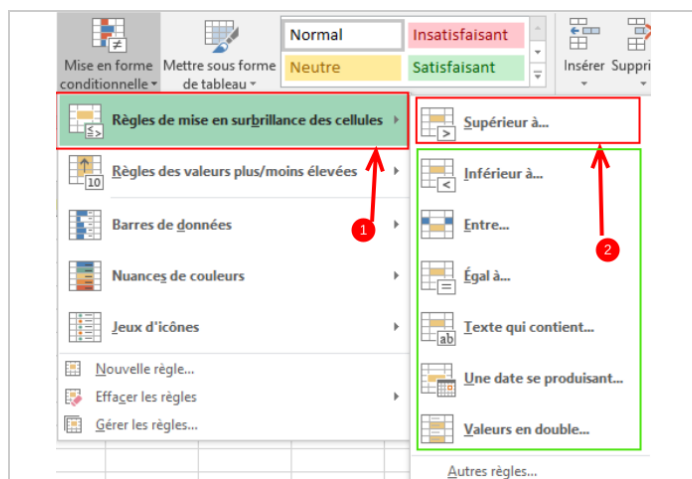 Normal
Insatisfaisant
Mise en forme
conditionnelle
Mettre sous forme
de tableau
Neutre
Satisfaisant
Insérer
Suppri
Règles de mise en surbrillance des cellules
Règles des valeurs plus/moins élevées
10
Barres de données
1
Nuances de couleurs
Jeux d'icônes
Nouvelle règle...
Effacer les règles
Gérer les règles...
Supérieur à...
Inférieur à...
Entre...
2
Égal à...
Texte qui contient...
ab
Une date se produisant...
Valeurs en double...
Autres règles...